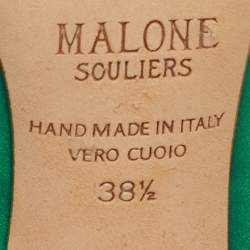 MALONE
SOULIERS
HAND MADE IN ITALY
VERO CUOIO
38½